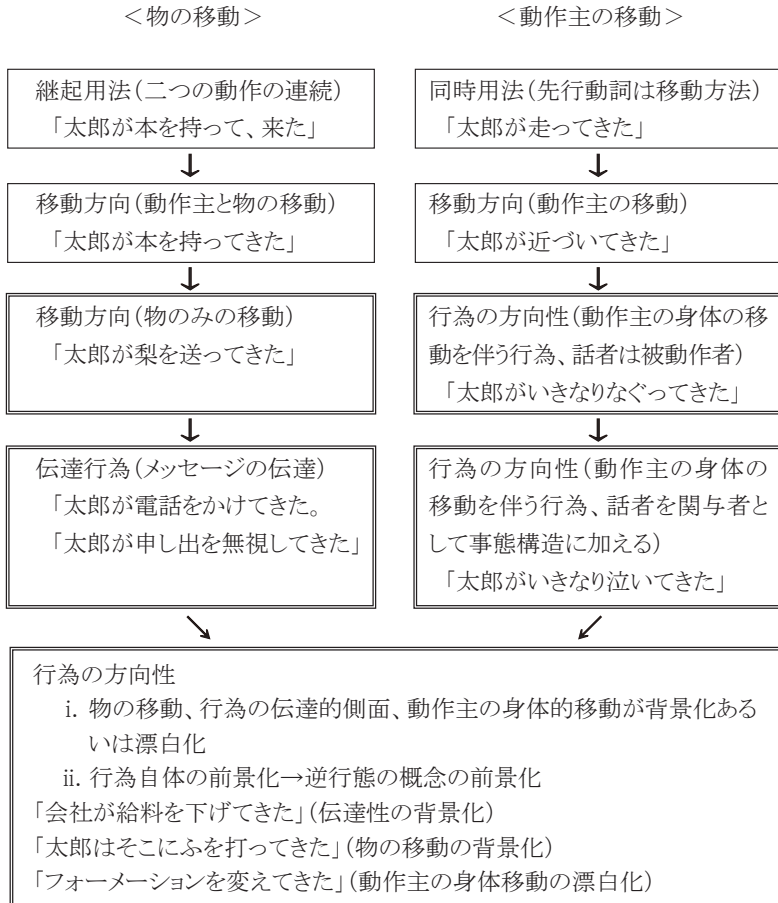 ＜物の移動＞
＜動作主の移動＞
継起用法(二つの動作の連続)
「太郎が本を持って、来た」
同時用法(先行動詞は移動方法)
「太郎が走ってきた」
↓
↓
移動方向(動作主と物の移動)
「太郎が本を持ってきた」
移動方向(動作主の移動)
「太郎が近づいてきた」
↓
↓
移動方向(物のみの移動)
「太郎が梨を送ってきた」
行為の方向性(動作主の身体の移
動を伴う行為、話者は被動作者)
「太郎がいきなりなぐってきた」
↓
↓
伝達行為(メッセージの伝達)
「太郎が電話をかけてきた。
「太郎が申し出を無視してきた」
行為の方向性(動作主の身体の
移動を伴う行為、話者を関与者と
して事態構造に加える)
「太郎がいきなり泣いてきた」
↘
↙
行為の方向性
i. 物の移動、行為の伝達的側面、動作主の身体的移動が背景化ある
いは漂白化
ii. 行為自体の前景化→逆行態の概念の前景化
「会社が給料を下げてきた」(伝達性の背景化)
「太郎はそこにふを打ってきた」(物の移動の背景化)
「フォーメーションを変えてきた」(動作主の身体移動の漂白化)